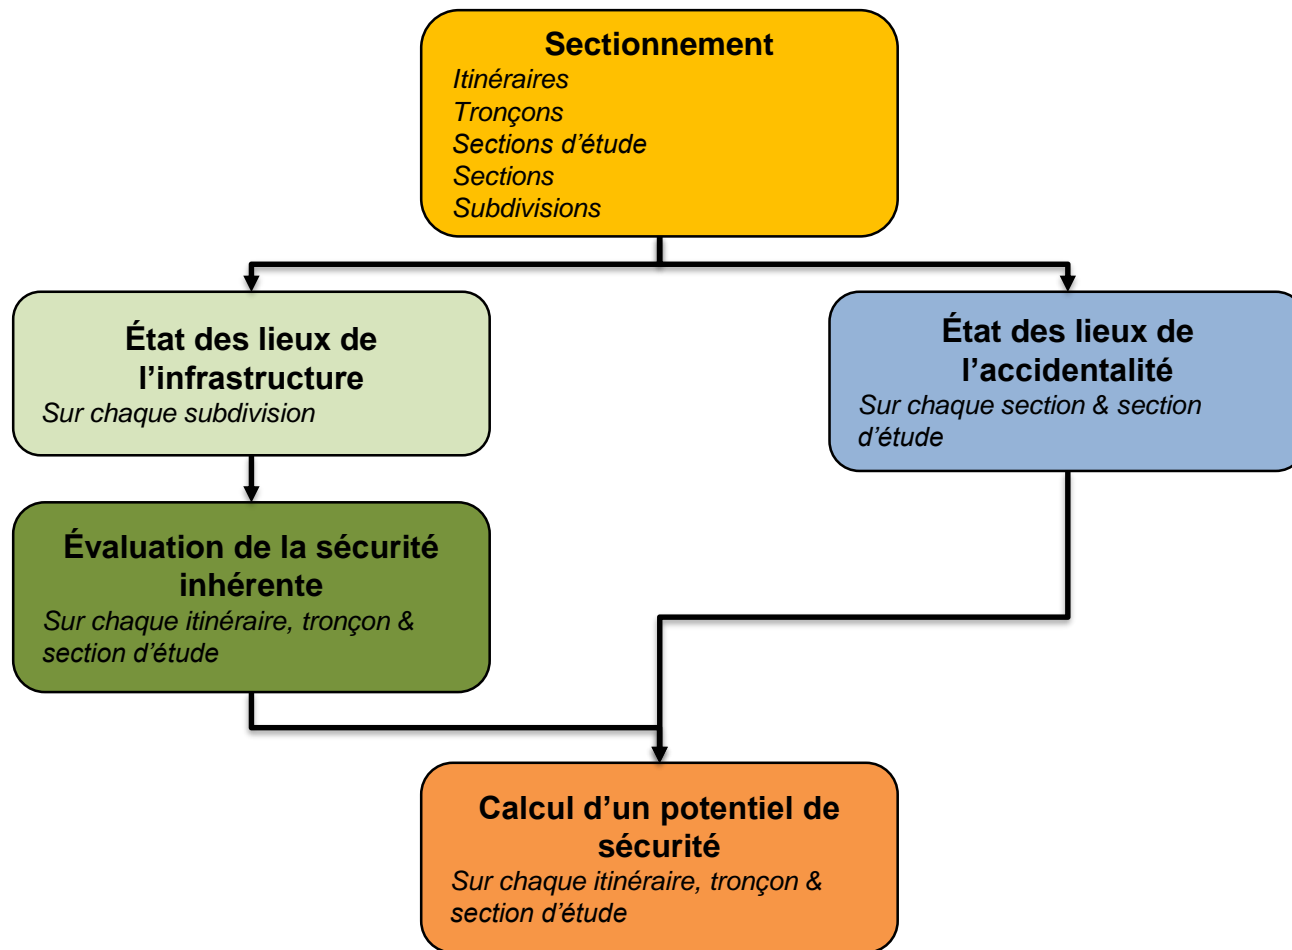 Sectionnement
Itinéraires
Tronçons
Sections d’étude
Sections
Subdivisions
État des lieux de
l’infrastructure
Sur chaque subdivision
État des lieux de
l’accidentalité
Sur chaque section & section
d’étude
Évaluation de la sécurité
inhérente
Sur chaque itinéraire, tronçon &
section d’étude
Calcul d’un potentiel de
sécurité
Sur chaque itinéraire, tronçon &
section d’étude